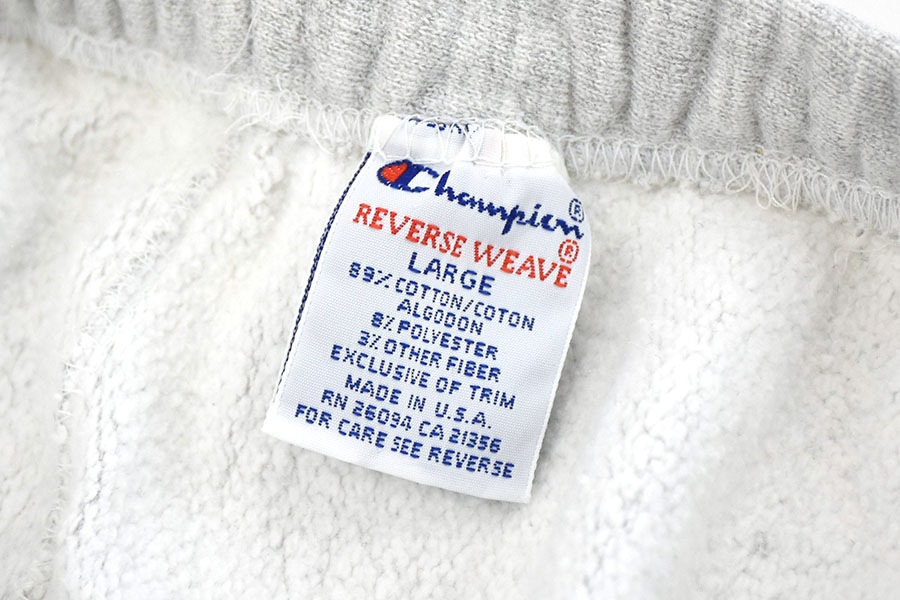 Champion®
REVERSE WEAVE®
LARGE
89% COTTON/COTON
ALGODON
8% POLYESTER
3% OTHER FIBER
EXCLUSIVE OF TRIM
MADE IN U.S.A.
RN 26094 CA 21356
FOR CARE SEE REVERSE